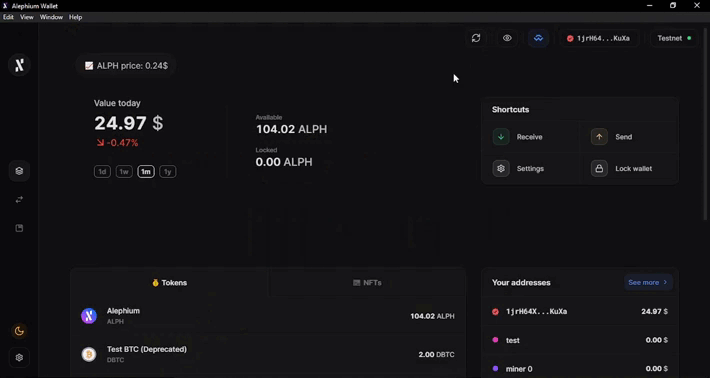 Alephium Wallet
Edit View Window Help
1jrH64...KuXa
Testnet
ALPH price: 0.24$
Value today
24.97 $
-0.47%
1d 1w 1m 1y
Available
104.02 ALPH
Locked
0.00 ALPH
Shortcuts
Receive
Send
Settings
Lock wallet
Tokens
NFTs
Alephium
ALPH
104.02 ALPH
Test BTC (Deprecated)
DBTC
2.00 DBTC
Your addresses
See more >
1jrH64X...KuXa
24.97 $
test
0.00 $
miner 0
0.00 $